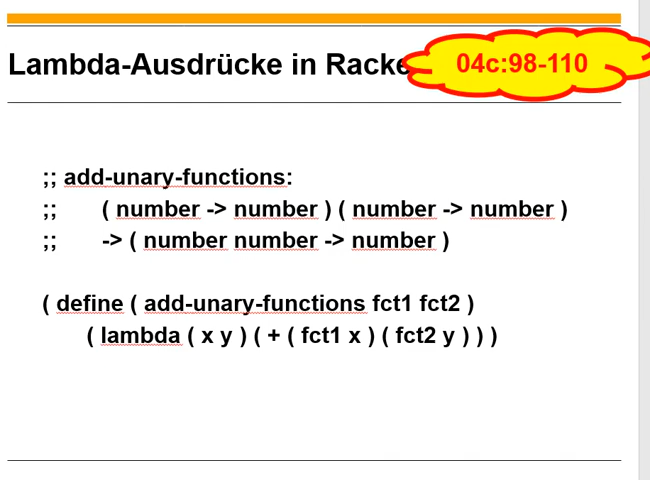 Lambda-Ausdrücke in Racke
04c:98-110
;; add-unary-functions:
;; ( number -> number ) ( number -> number )
;; -> ( number number -> number )
( define ( add-unary-functions fct1 fct2 )
( lambda ( x y ) ( + ( fct1 x ) ( fct2 y ) ) )